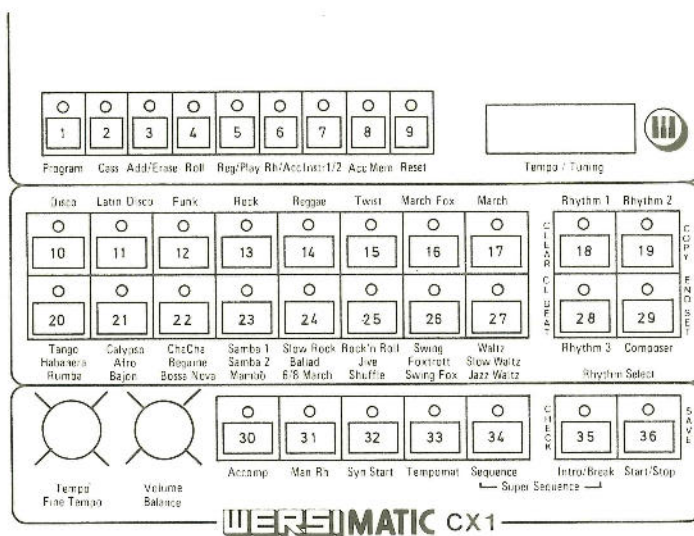 1 2 3 4 5 6 7 8 9
Program Cass Add/Erase Roll Reg/Play Rh/Acc Instr1/2 Acc Mem Reset
Tempo / Tuning
Disco Latin Disco Funk Rock Reggae Twist March Fox March Rhythm 1 Rhythm 2
10 11 12 13 14 15 16 17 CLEAR 18 19 COPY
20 21 22 23 24 25 26 27 CL BEAT 28 29 END SET
Tango Calypso ChaCha Samba 1 Slow Rock Rock'n Roll Swing Waltz Rhythm 3 Composer
Habanera Afro Begaine Samba 2 Ballad Jive Foxtrott Slow Waltz
Rumba Bajon Bossa Nova Mambo 6/8 March Shuffle Swing Fox Jazz Waltz Rhythm Select
30 31 32 33 34 CHECK 35 36 SAVE
Accomp Man Rh Syn Start Tempomat Sequence Intro/Break Start/Stop
Tempo Volume Super Sequence
Fine Tempo Balance
WERSIMATIC CX1